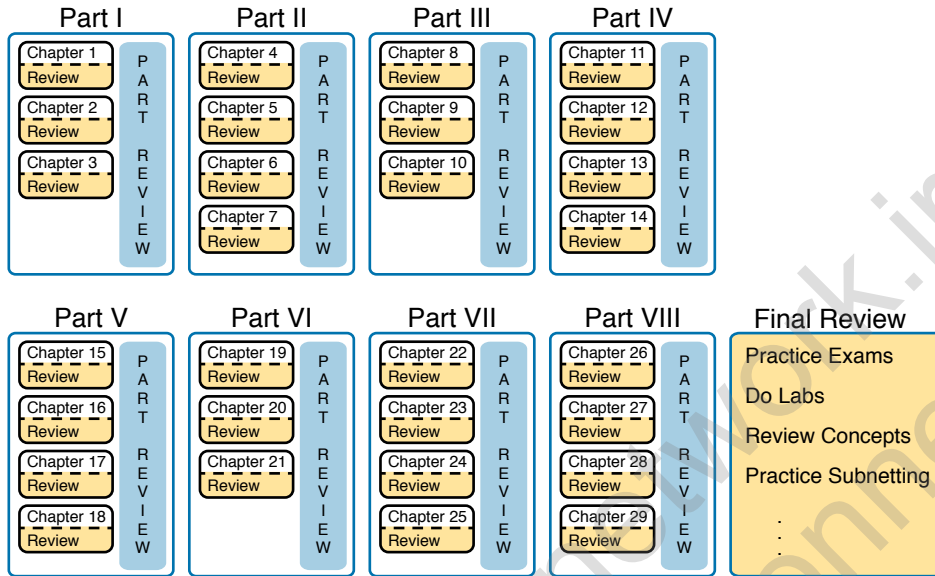 Part I
Chapter 1
Review
Chapter 2
Review
Chapter 3
Review
PART REVIEW
Part II
Chapter 4
Review
Chapter 5
Review
Chapter 6
Review
Chapter 7
Review
PART REVIEW
Part III
Chapter 8
Review
Chapter 9
Review
Chapter 10
Review
PART REVIEW
Part IV
Chapter 11
Review
Chapter 12
Review
Chapter 13
Review
Chapter 14
Review
PART REVIEW
Part V
Chapter 15
Review
Chapter 16
Review
Chapter 17
Review
Chapter 18
Review
PART REVIEW
Part VI
Chapter 19
Review
Chapter 20
Review
Chapter 21
Review
PART REVIEW
Part VII
Chapter 22
Review
Chapter 23
Review
Chapter 24
Review
Chapter 25
Review
PART REVIEW
Part VIII
Chapter 26
Review
Chapter 27
Review
Chapter 28
Review
Chapter 29
Review
PART REVIEW
Final Review
Practice Exams
Do Labs
Review Concepts
Practice Subnetting
.
.
.